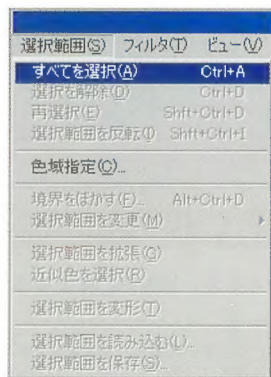 選択範囲(S) フィルタ(T) ビュー(V)
すべてを選択(A) Ctrl+A
選択を解除(D) Ctrl+D
再選択(E) Shft+Ctrl+D
選択範囲を反転(I) Shft+Ctrl+I
色域指定(C)...
境界をぼかす(F)... Alt+Ctrl+D
選択範囲を変更(M)
選択範囲を拡張(G)
近似色を選択(R)
選択範囲を変形(T)
選択範囲を読み込む(L)...
選択範囲を保存(S)...